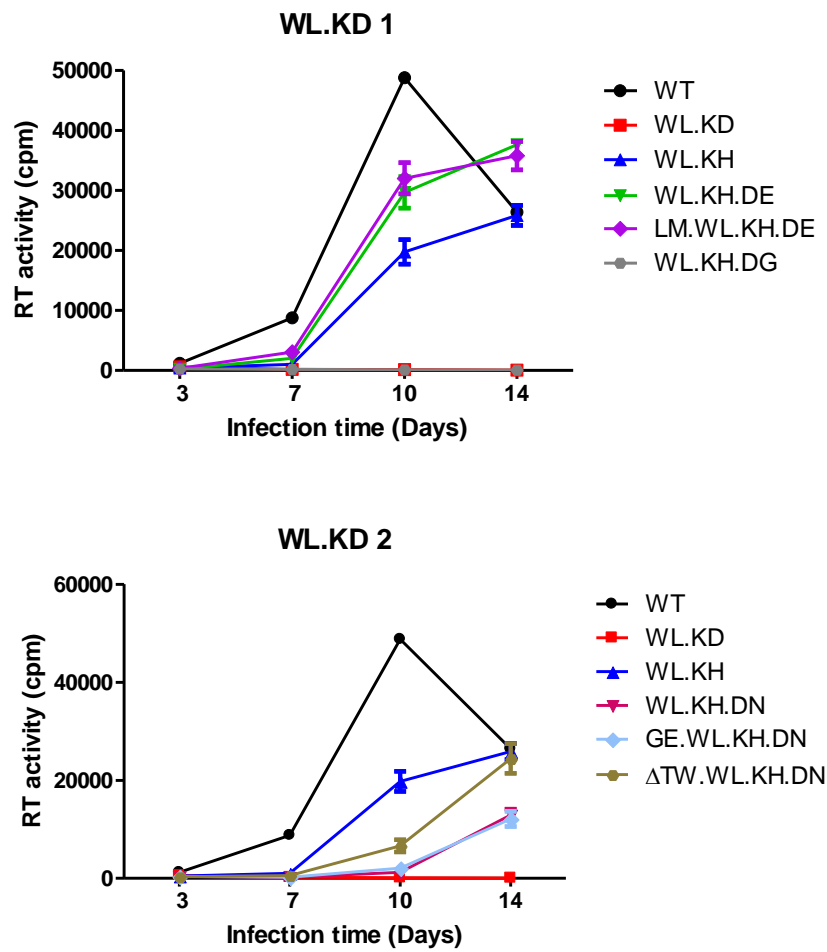 WL.KD 1
RT activity (cpm)
50000
40000
30000
20000
10000
0
3 7 10 14
Infection time (Days)
WT
WL.KD
WL.KH
WL.KH.DE
LM.WL.KH.DE
WL.KH.DG
WL.KD 2
RT activity (cpm)
60000
40000
20000
0
3 7 10 14
Infection time (Days)
WT
WL.KD
WL.KH
WL.KH.DN
GE.WL.KH.DN
ΔTW.WL.KH.DN